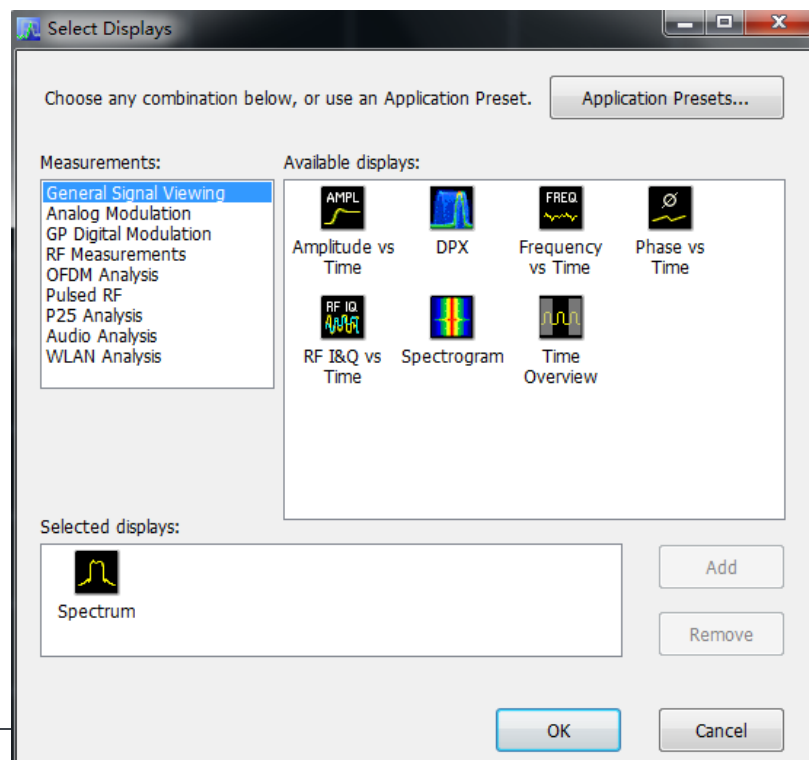 Select Displays
Choose any combination below, or use an Application Preset.
Application Presets...
Measurements:
General Signal Viewing
Analog Modulation
GP Digital Modulation
RF Measurements
OFDM Analysis
Pulsed RF
P25 Analysis
Audio Analysis
WLAN Analysis
Available displays:
AMPL
Amplitude vs
Time
DPX
FREQ
Frequency
vs Time
Ø
Phase vs
Time
RF IQ
RF I&Q vs
Time
Spectrogram
Time
Overview
Selected displays:
Spectrum
Add
Remove
OK
Cancel